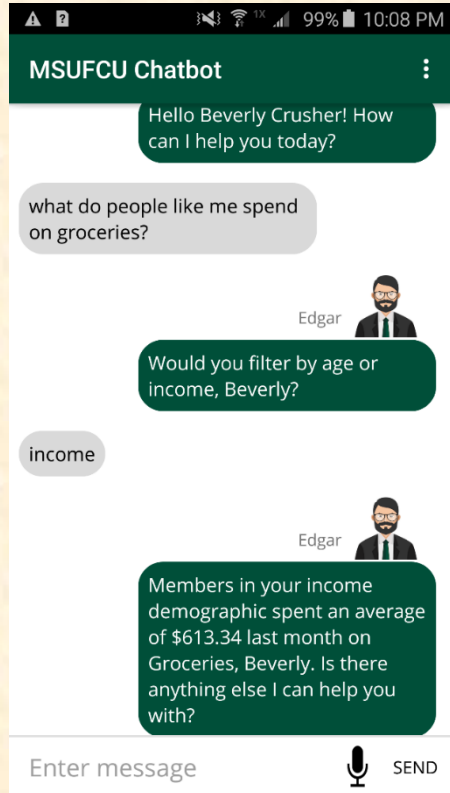 1X 99% 10:08 PM
MSUFCU Chatbot
Hello Beverly Crusher! How
can I help you today?
what do people like me spend
on groceries?
Edgar
Would you filter by age or
income, Beverly?
income
Edgar
Members in your income
demographic spent an average
of $613.34 last month on
Groceries, Beverly. Is there
anything else I can help you
with?
Enter message SEND